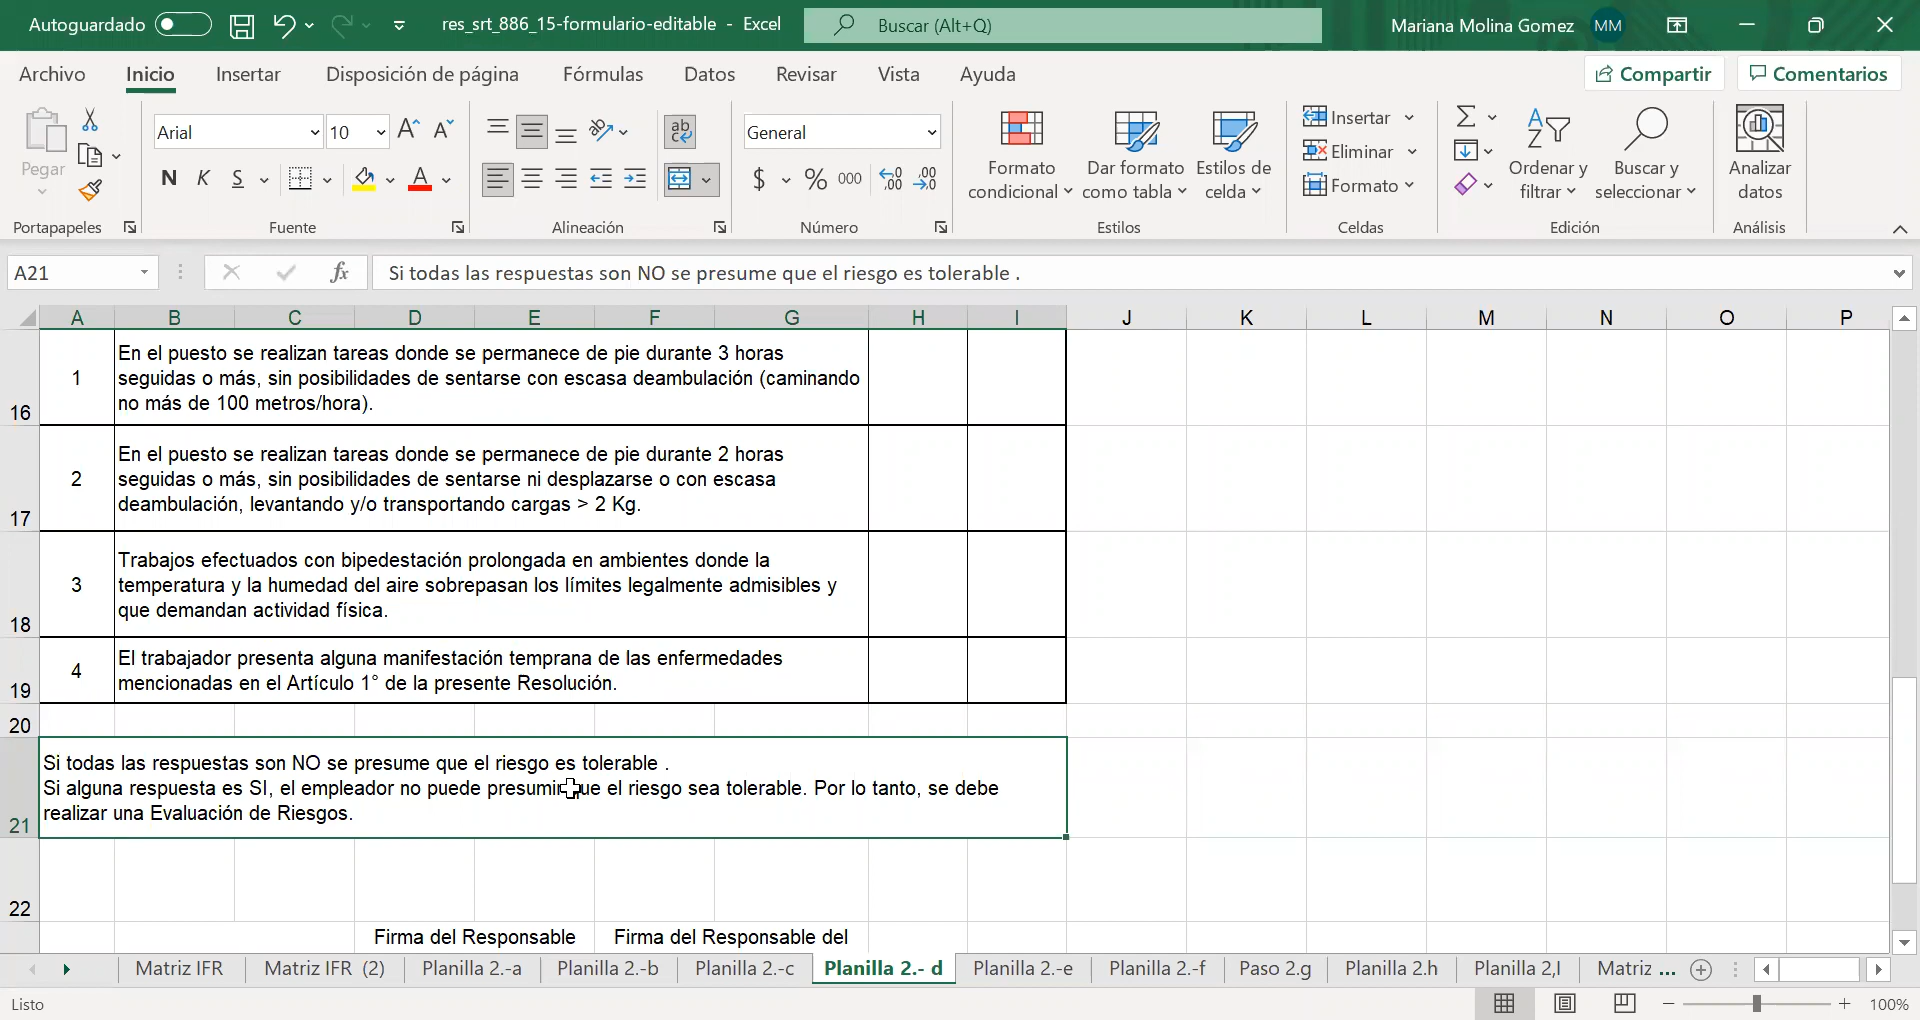 Autoguardado
res_srt_886_15-formulario-editable - Excel
Buscar (Alt+Q)
Mariana Molina Gomez
MM
Archivo
Inicio
Insertar
Disposición de página
Fórmulas
Datos
Revisar
Vista
Ayuda
Compartir
Comentarios
Pegar
Portapapeles
Arial
10
N K S
Fuente
Alineación
General
$ % 000
Número
Formato
condicional
Dar formato
como tabla
Estilos de
celda
Estilos
Insertar
Eliminar
Formato
Celdas
Ordenar y
filtrar
Buscar y
seleccionar
Edición
Analizar
datos
Análisis
A21
fx
Si todas las respuestas son NO se presume que el riesgo es tolerable .
A B C D E F G H I J K L M N O P
16
1
En el puesto se realizan tareas donde se permanece de pie durante 3 horas
seguidas o más, sin posibilidades de sentarse con escasa deambulación (caminando
no más de 100 metros/hora).
17
2
En el puesto se realizan tareas donde se permanece de pie durante 2 horas
seguidas o más, sin posibilidades de sentarse ni desplazarse o con escasa
deambulación, levantando y/o transportando cargas > 2 Kg.
18
3
Trabajos efectuados con bipedestación prolongada en ambientes donde la
temperatura y la humedad del aire sobrepasan los límites legalmente admisibles y
que demandan actividad física.
19
4
El trabajador presenta alguna manifestación temprana de las enfermedades
mencionadas en el Artículo 1° de la presente Resolución.
20
21
Si todas las respuestas son NO se presume que el riesgo es tolerable .
Si alguna respuesta es SI, el empleador no puede presumir que el riesgo sea tolerable. Por lo tanto, se debe
realizar una Evaluación de Riesgos.
22
Firma del Responsable
Firma del Responsable del
Matriz IFR
Matriz IFR (2)
Planilla 2.-a
Planilla 2.-b
Planilla 2.-c
Planilla 2.- d
Planilla 2.-e
Planilla 2.-f
Paso 2.g
Planilla 2.h
Planilla 2,I
Matriz ...
Listo
100%